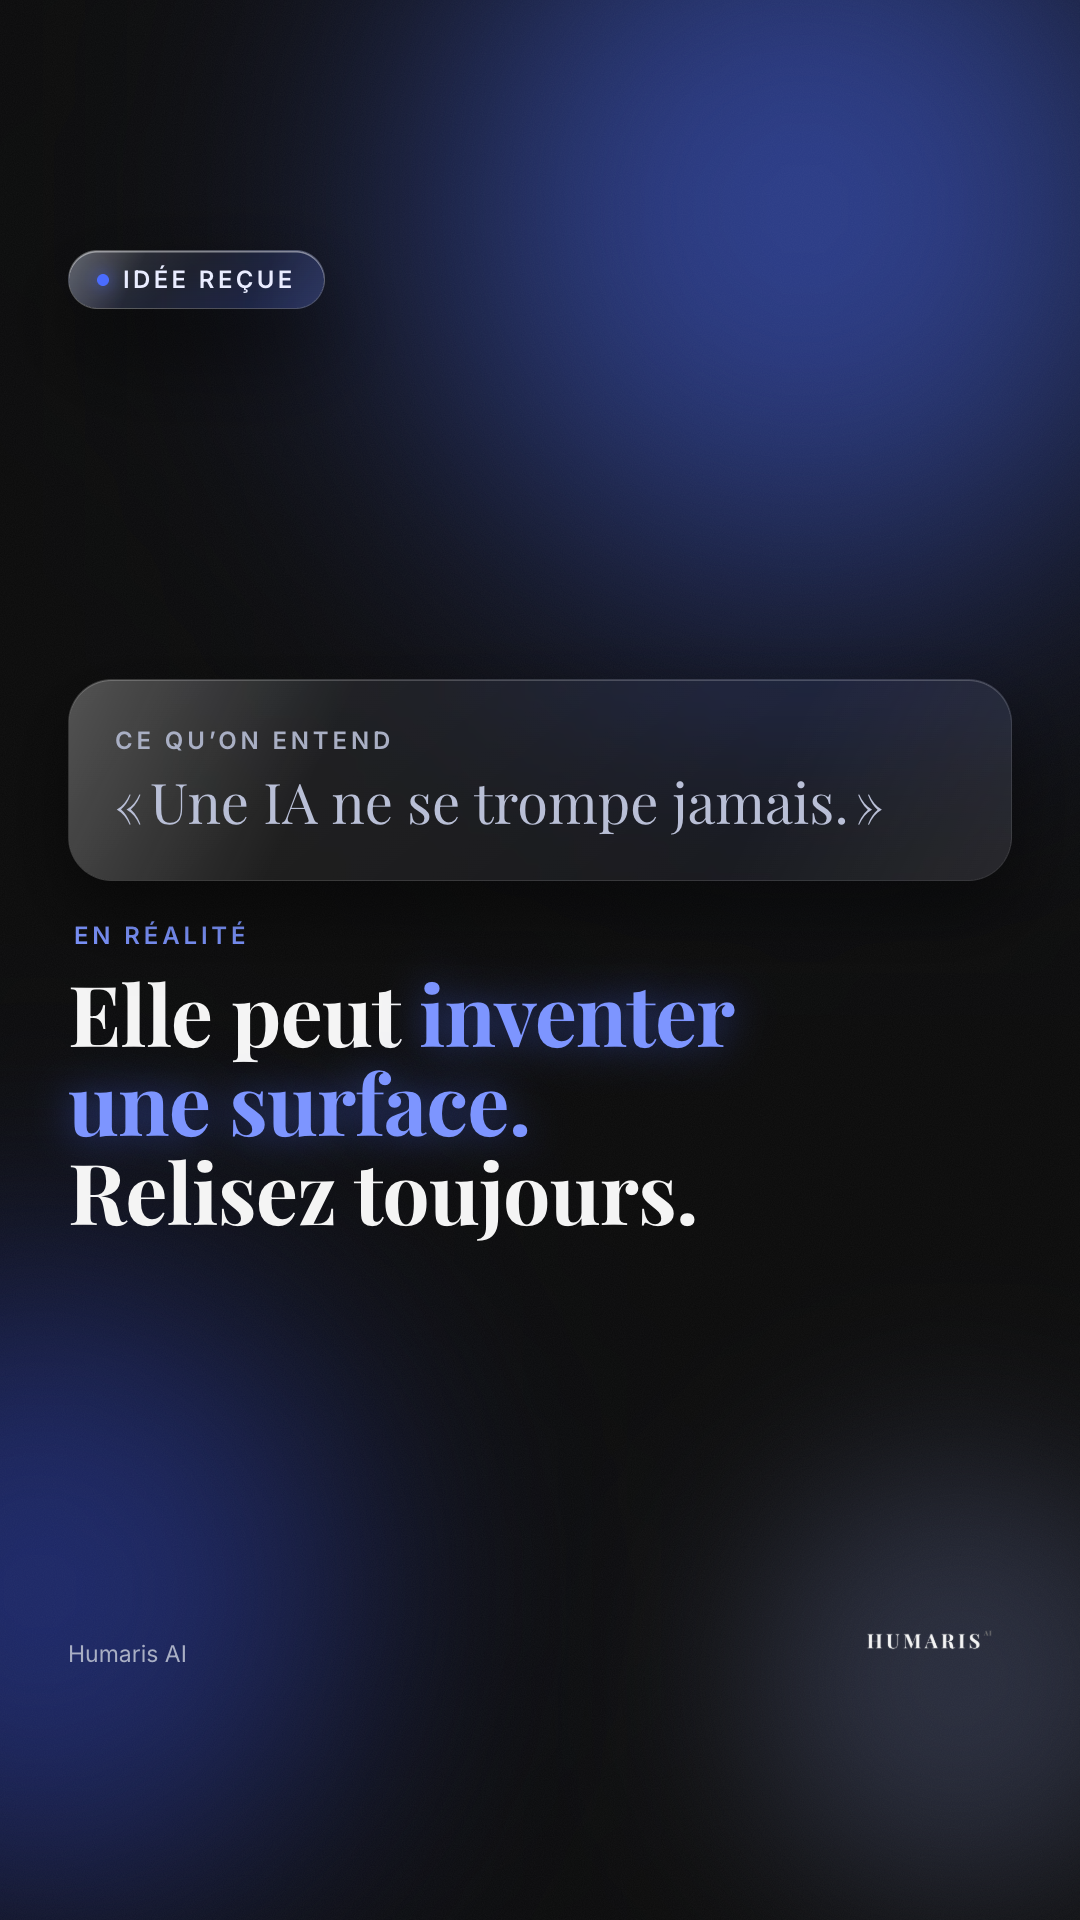 IDÉE REÇUE
CE QU’ON ENTEND
« Une IA ne se trompe jamais. »
EN RÉALITÉ
Elle peut inventer
une surface.
Relisez toujours.
Humaris AI
HUMARIS AI